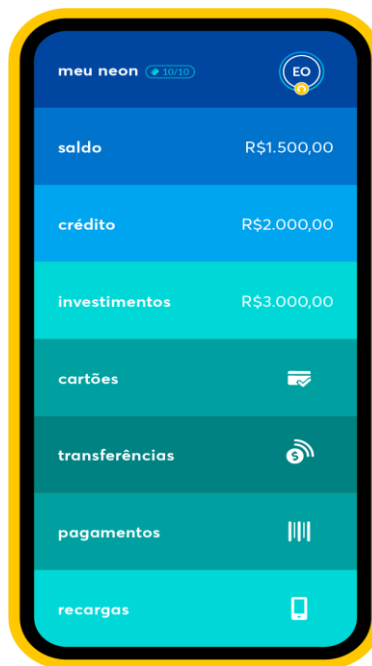 meu neon 10/10 EO
saldo R$1.500,00
crédito R$2.000,00
investimentos R$3.000,00
cartões
transferências
pagamentos
recargas